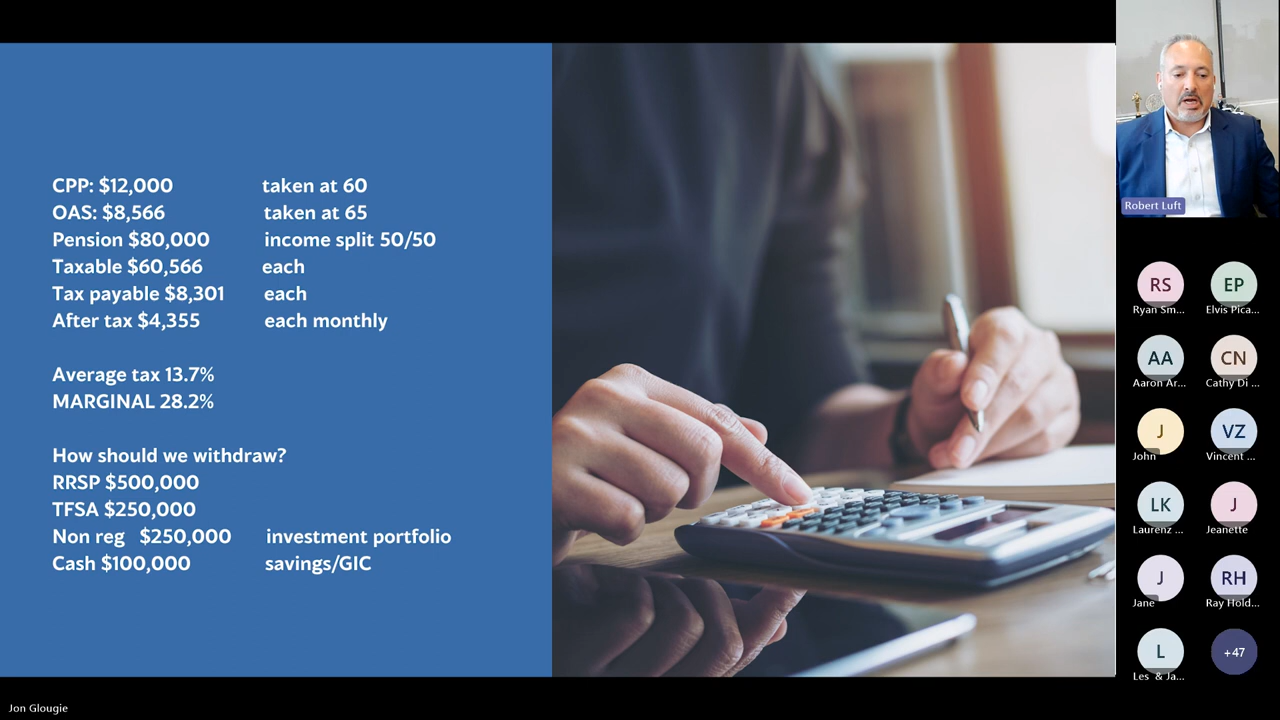 CPP: $12,000 taken at 60
OAS: $8,566 taken at 65
Pension $80,000 income split 50/50
Taxable $60,566 each
Tax payable $8,301 each
After tax $4,355 each monthly
Average tax 13.7%
MARGINAL 28.2%
How should we withdraw?
RRSP $500,000
TFSA $250,000
Non reg $250,000 investment portfolio
Cash $100,000 savings/GIC
Robert Luft
RS EP
Ryan Sm... Elvis Pica...
AA CN
Aaron Ar... Cathy Di ...
J VZ
John Vincent ...
LK J
Laurenz ... Jeanette
J RH
Jane Ray Hold...
L +47
Les & Ja...
Jon Glougie